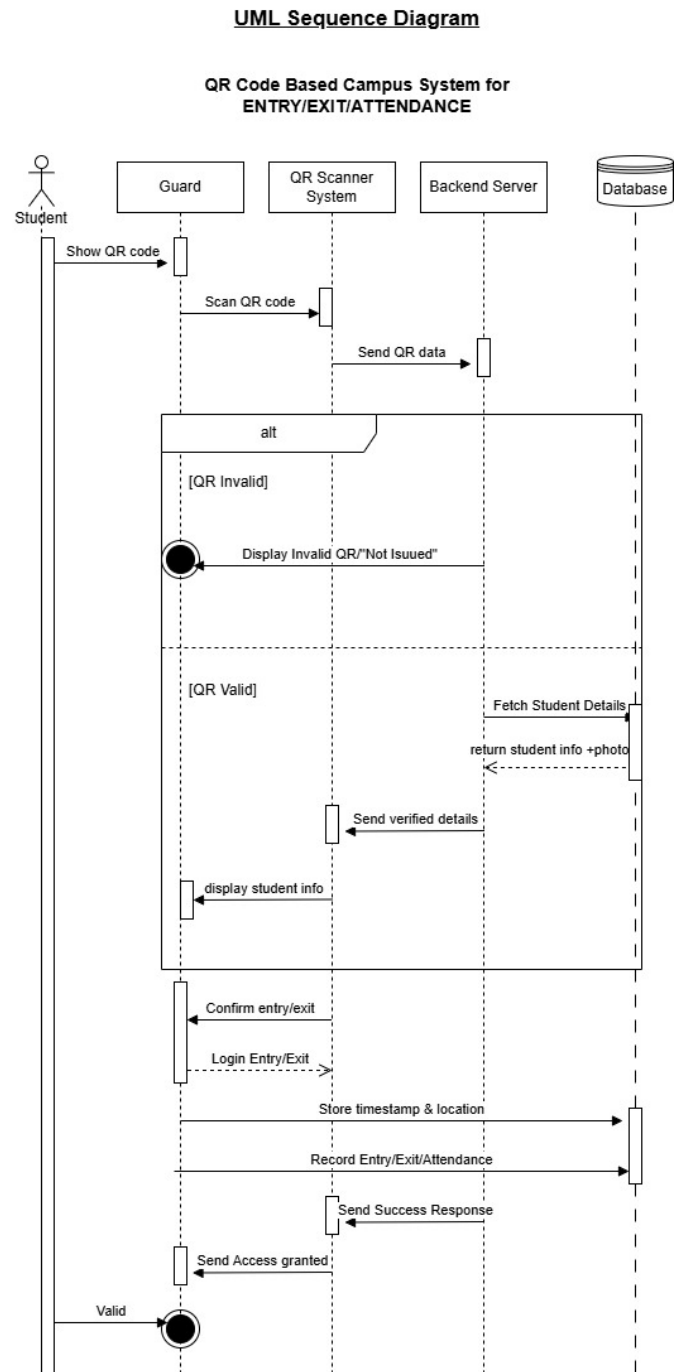 UML Sequence Diagram
QR Code Based Campus System for
ENTRY/EXIT/ATTENDANCE
Student
Guard
QR Scanner
System
Backend Server
Database
Show QR code
Scan QR code
Send QR data
alt
[QR Invalid]
Display Invalid QR/"Not Isuued"
[QR Valid]
Fetch Student Details
return student info +photo
Send verified details
display student info
Confirm entry/exit
Login Entry/Exit
Store timestamp & location
Record Entry/Exit/Attendance
Send Success Response
Send Access granted
Valid